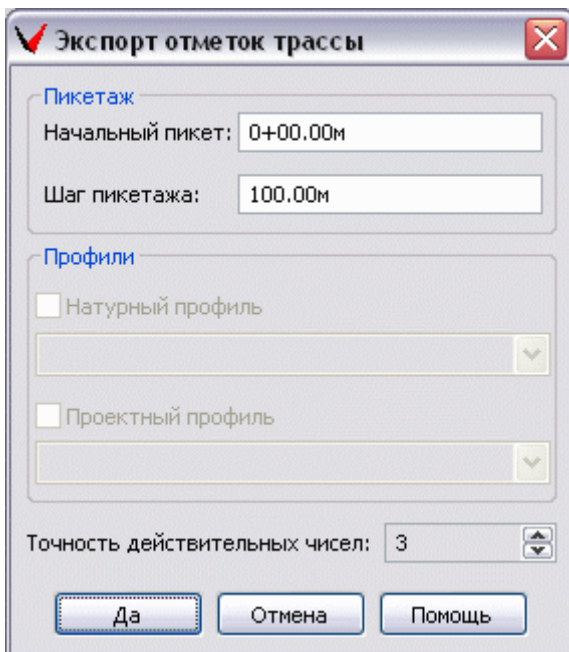 Экспорт отметок трассы
Пикетаж
Начальный пикет: 0+00.00м
Шаг пикетажа: 100.00м
Профили
Натурный профиль
Проектный профиль
Точность действительных чисел: 3
Да Отмена Помощь